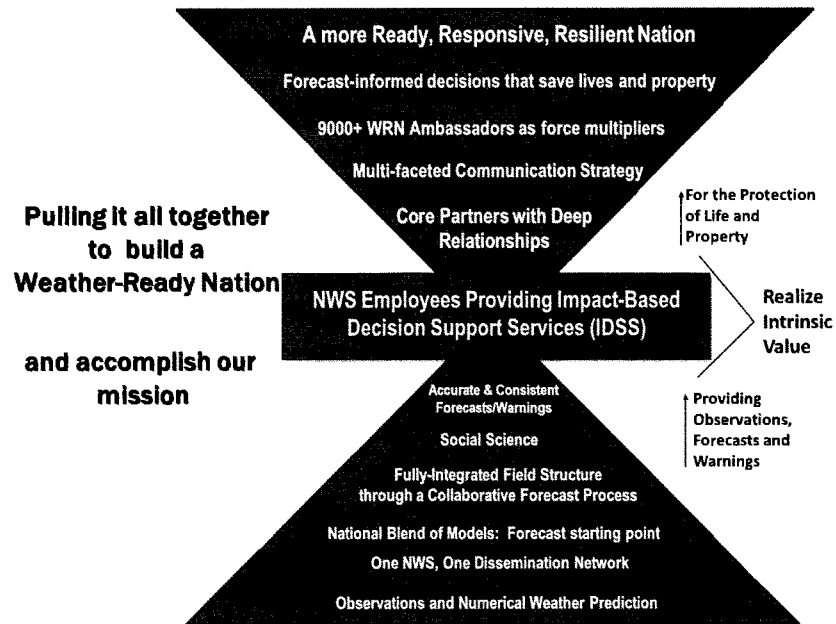 A more Ready, Responsive, Resilient Nation
Forecast-informed decisions that save lives and property
9000+ WRN Ambassadors as force multipliers
Multi-faceted Communication Strategy
Core Partners with Deep
Relationships
Pulling it all together
to build a
Weather-Ready Nation
and accomplish our
mission
NWS Employees Providing Impact-Based
Decision Support Services (IDSS)
For the Protection
of Life and
Property
Realize
Intrinsic
Value
Providing
Observations,
Forecasts and
Warnings
Accurate & Consistent
Forecasts/Warnings
Social Science
Fully-Integrated Field Structure
through a Collaborative Forecast Process
National Blend of Models: Forecast starting point
One NWS, One Dissemination Network
Observations and Numerical Weather Prediction